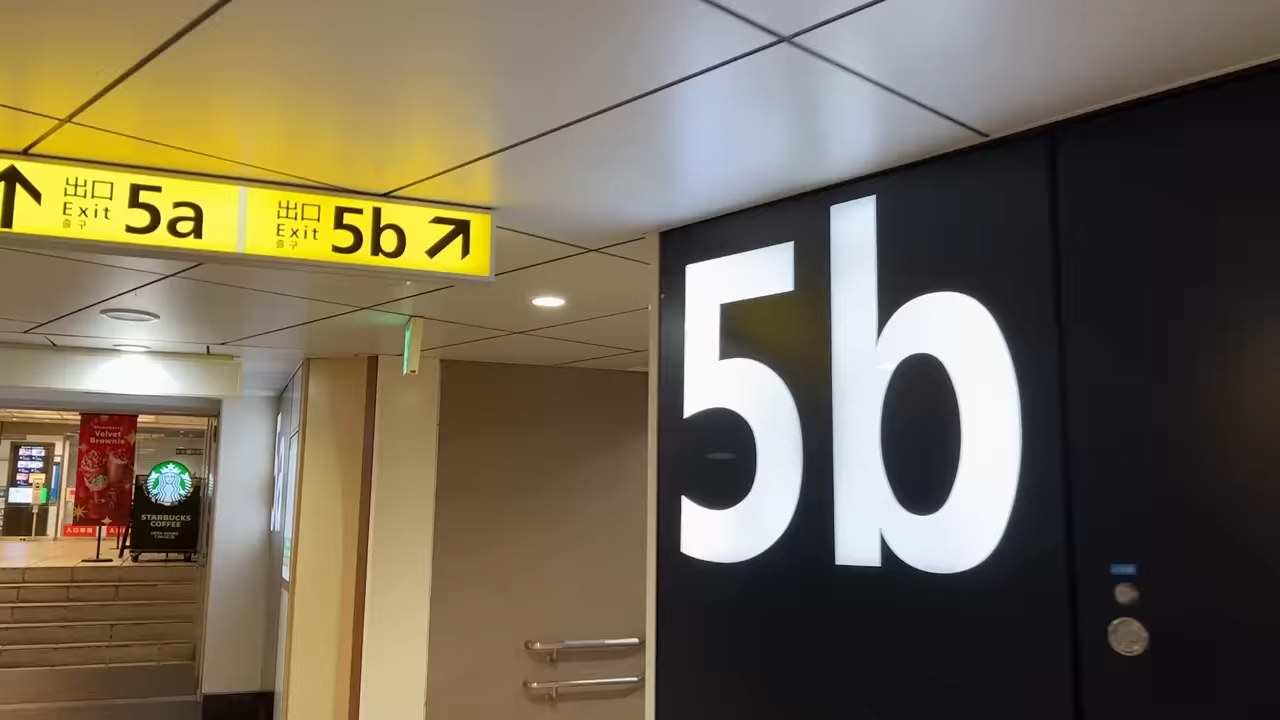 出口
Exit
출구
5a
出口
Exit
출구
5b
5b
Velvet
Brownie
STARBUCKS
COFFEE